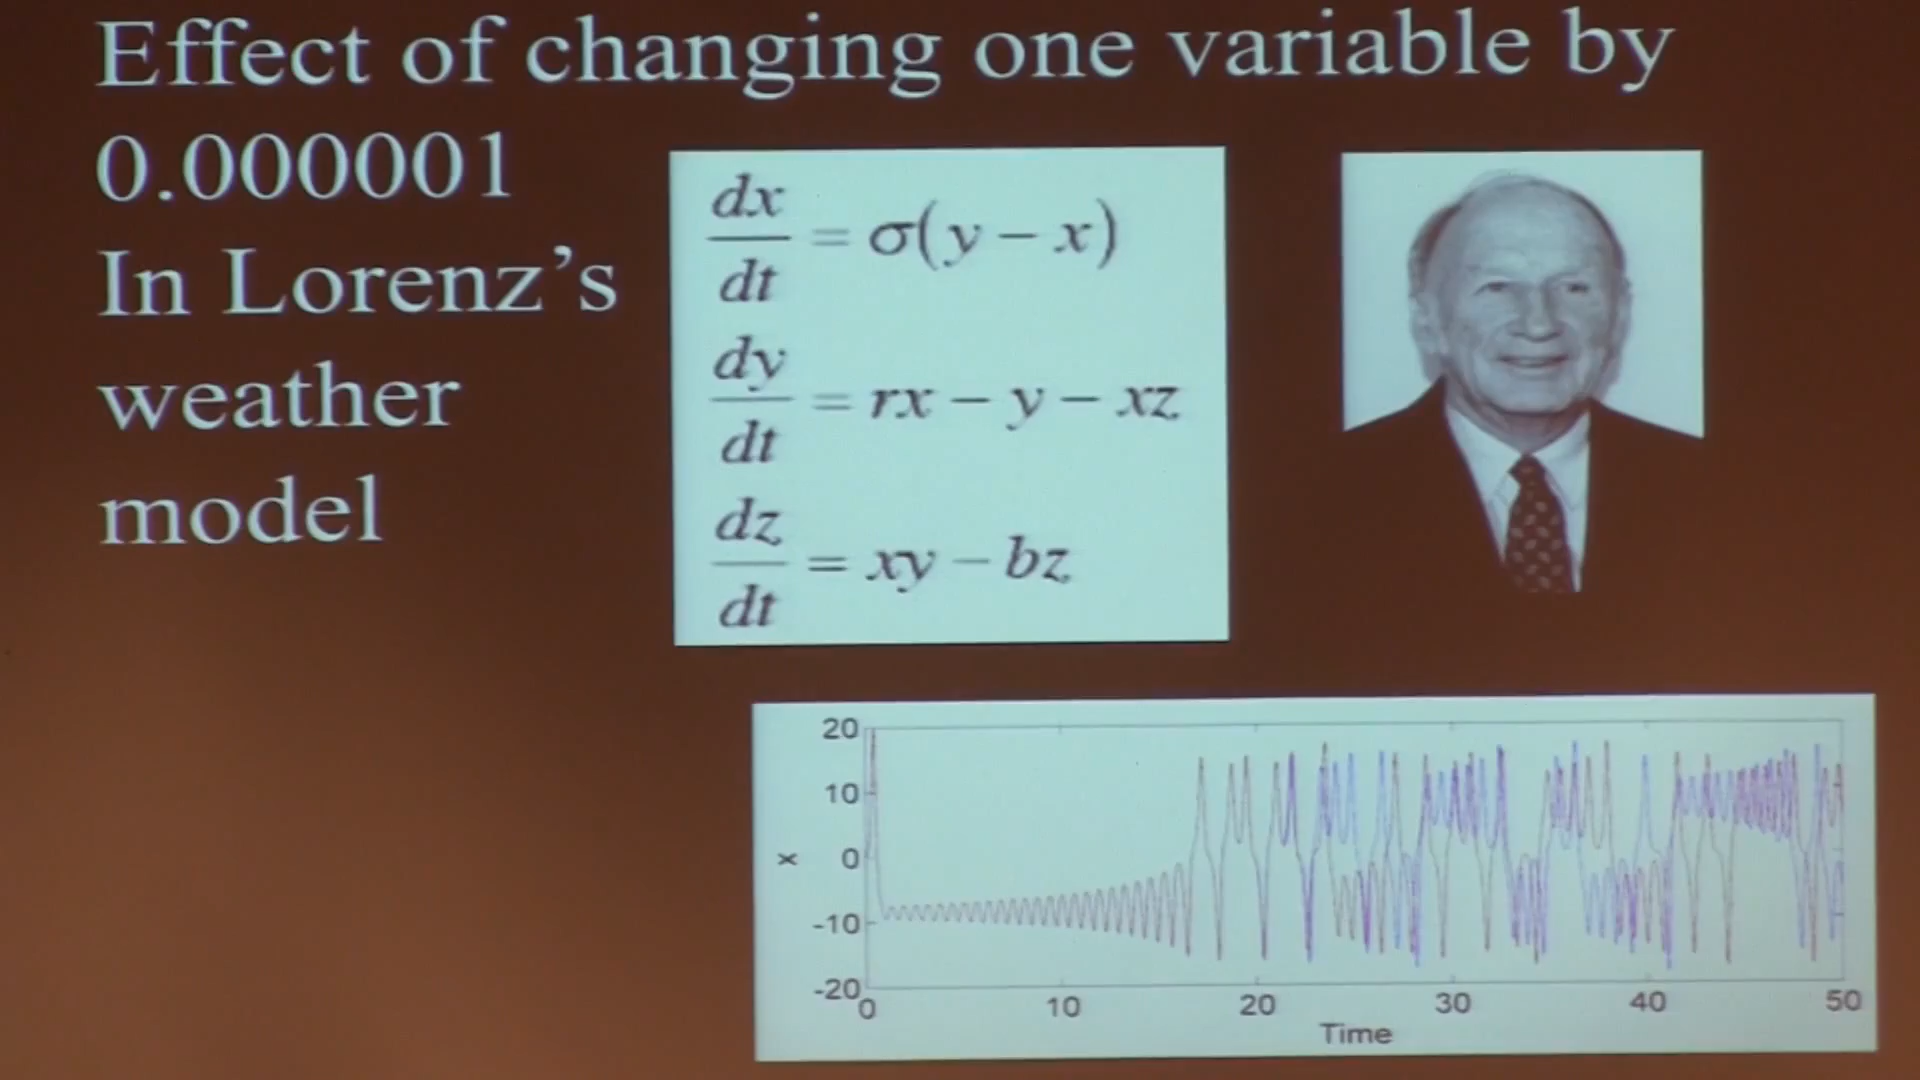 Effect of changing one variable by
0.000001
In Lorenz's
weather
model
dx/dt = σ(y − x)
dy/dt = rx − y − xz
dz/dt = xy − bz
20
10
0
-10
-20
x
0 10 20 30 40 50
Time